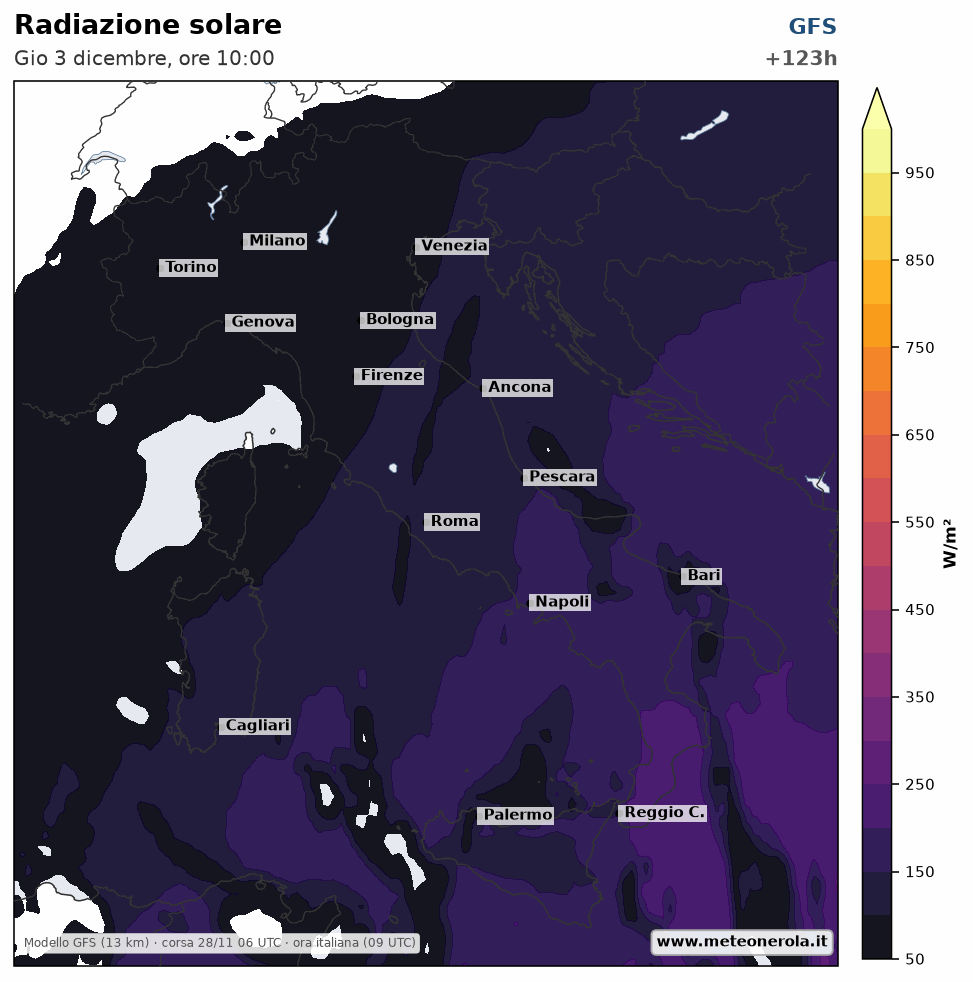 Radiazione solare
GFS
Gio 3 dicembre, ore 10:00
+123h
Milano
Venezia
Torino
Genova
Bologna
Firenze
Ancona
Pescara
Roma
Bari
Napoli
Cagliari
Palermo
Reggio C.
950
850
750
650
550
450
350
250
150
50
W/m²
Modello GFS (13 km) · corsa 28/11 06 UTC · ora italiana (09 UTC)
www.meteonerola.it